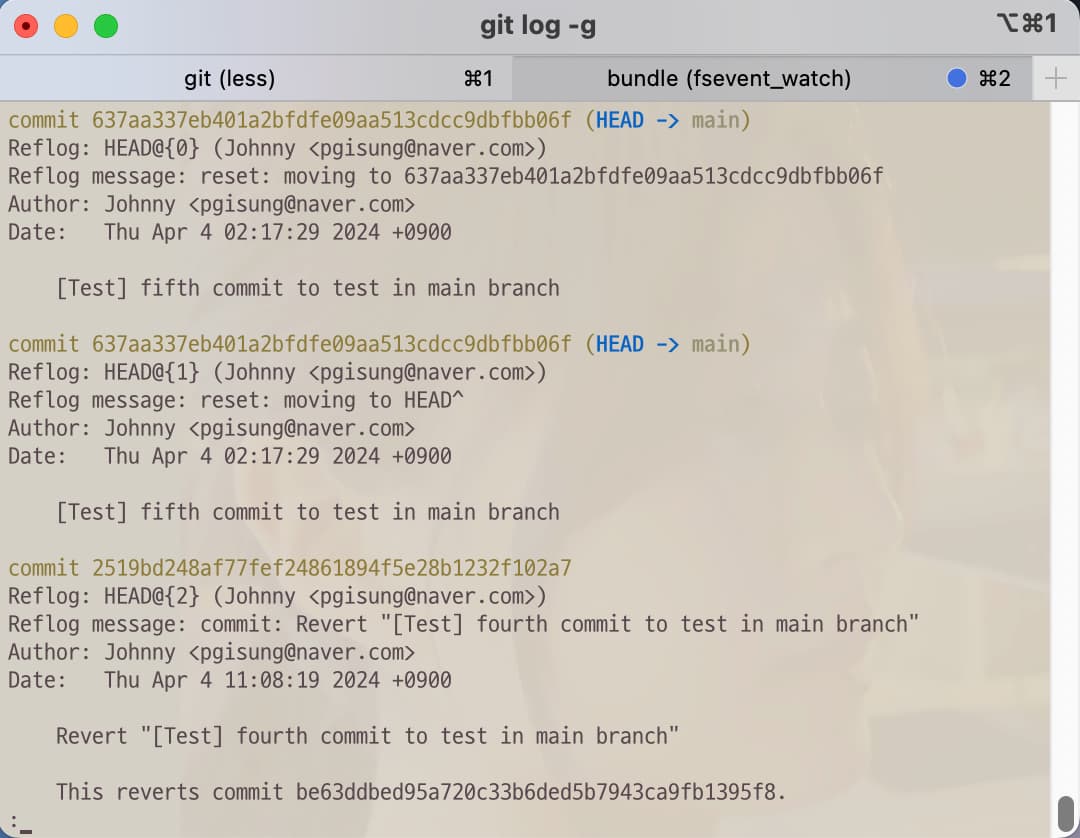 git log -g
⌥⌘1
git (less) ⌘1 bundle (fsevent_watch) ⌘2
commit 637aa337eb401a2bfdfe09aa513cdcc9dbfbb06f (HEAD -> main)
Reflog: HEAD@{0} (Johnny <pgisung@naver.com>)
Reflog message: reset: moving to 637aa337eb401a2bfdfe09aa513cdcc9dbfbb06f
Author: Johnny <pgisung@naver.com>
Date:   Thu Apr 4 02:17:29 2024 +0900
    [Test] fifth commit to test in main branch
commit 637aa337eb401a2bfdfe09aa513cdcc9dbfbb06f (HEAD -> main)
Reflog: HEAD@{1} (Johnny <pgisung@naver.com>)
Reflog message: reset: moving to HEAD^
Author: Johnny <pgisung@naver.com>
Date:   Thu Apr 4 02:17:29 2024 +0900
    [Test] fifth commit to test in main branch
commit 2519bd248af77fef24861894f5e28b1232f102a7
Reflog: HEAD@{2} (Johnny <pgisung@naver.com>)
Reflog message: commit: Revert "[Test] fourth commit to test in main branch"
Author: Johnny <pgisung@naver.com>
Date:   Thu Apr 4 11:08:19 2024 +0900
    Revert "[Test] fourth commit to test in main branch"
    This reverts commit be63ddbed95a720c33b6ded5b7943ca9fb1395f8.
: